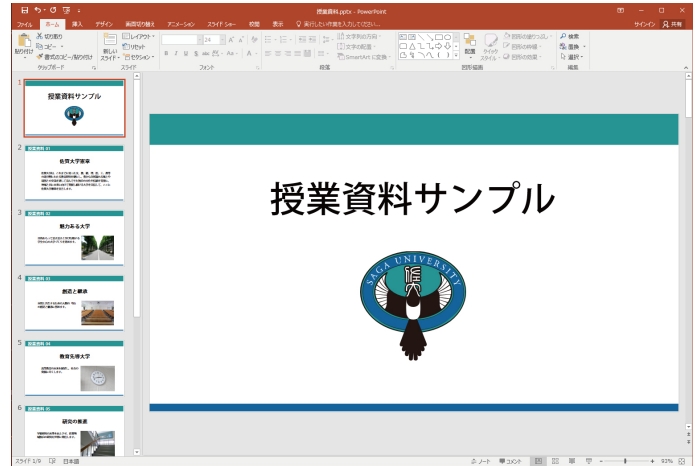 授業資料.pptx - PowerPoint
ファイル ホーム 挿入 デザイン 画面切り替え アニメーション スライド ショー 校閲 表示 実行したい作業を入力してください... サインイン 共有
貼り付け
切り取り
コピー
書式のコピー/貼り付け
クリップボード
新しい
スライド
レイアウト
リセット
セクション
スライド
24
フォント
文字列の方向
文字の配置
SmartArt に変換
段落
配置
クイック
スタイル
図形の塗りつぶし
図形の枠線
図形の効果
図形描画
検索
置換
選択
編集
1
授業資料サンプル
2
授業資料 01
佐賀大学憲章
3
授業資料 02
魅力ある大学
4
授業資料 03
創造と継承
5
授業資料 04
教育先導大学
6
研究の推進
授業資料サンプル
SAGA UNIVERSITY
スライド 1/9 日本語 ノート コメント 93%